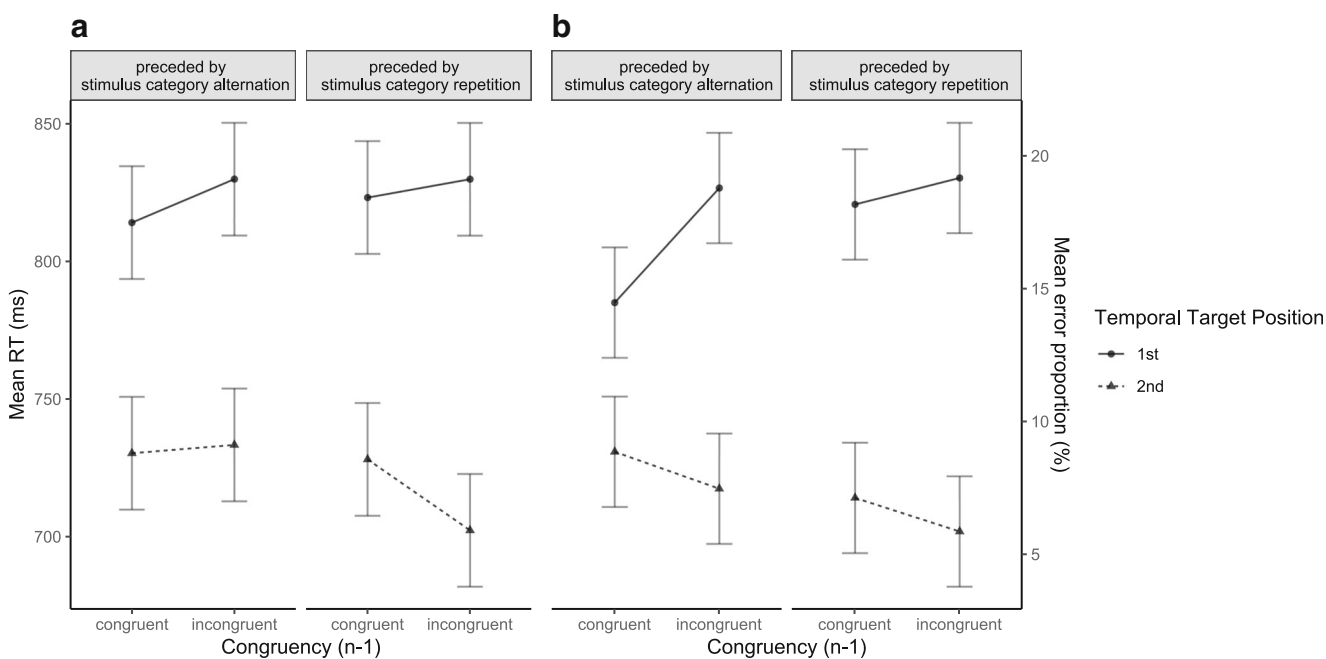 a
b
preceded by
stimulus category alternation
preceded by
stimulus category repetition
preceded by
stimulus category alternation
preceded by
stimulus category repetition
850
800
750
700
Mean RT (ms)
20
15
10
5
Mean error proportion (%)
congruent
incongruent
congruent
incongruent
congruent
incongruent
congruent
incongruent
Congruency (n-1)
Congruency (n-1)
Temporal Target Position
1st
2nd